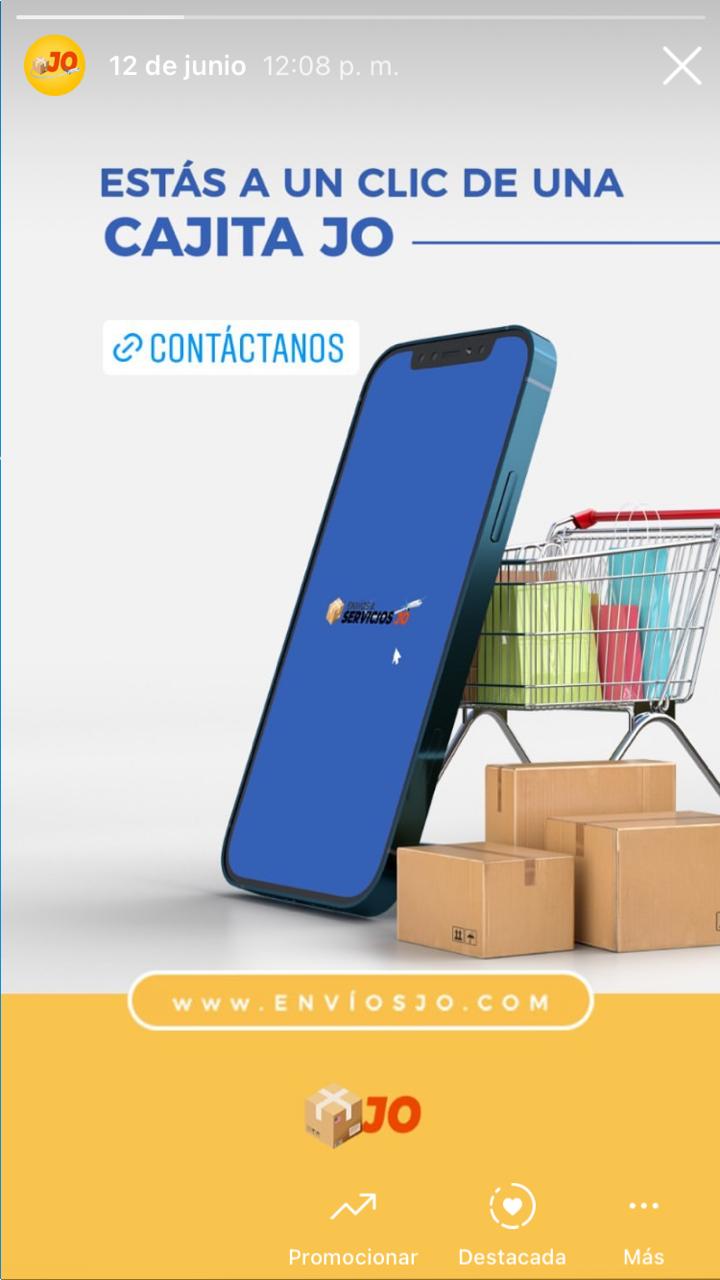 JO
12 de junio 12:08 p. m.
ESTÁS A UN CLIC DE UNA
CAJITA JO
CONTÁCTANOS
SERVICIOS JO
WWW.ENVÍOSJO.COM
JO
Promocionar Destacada Más